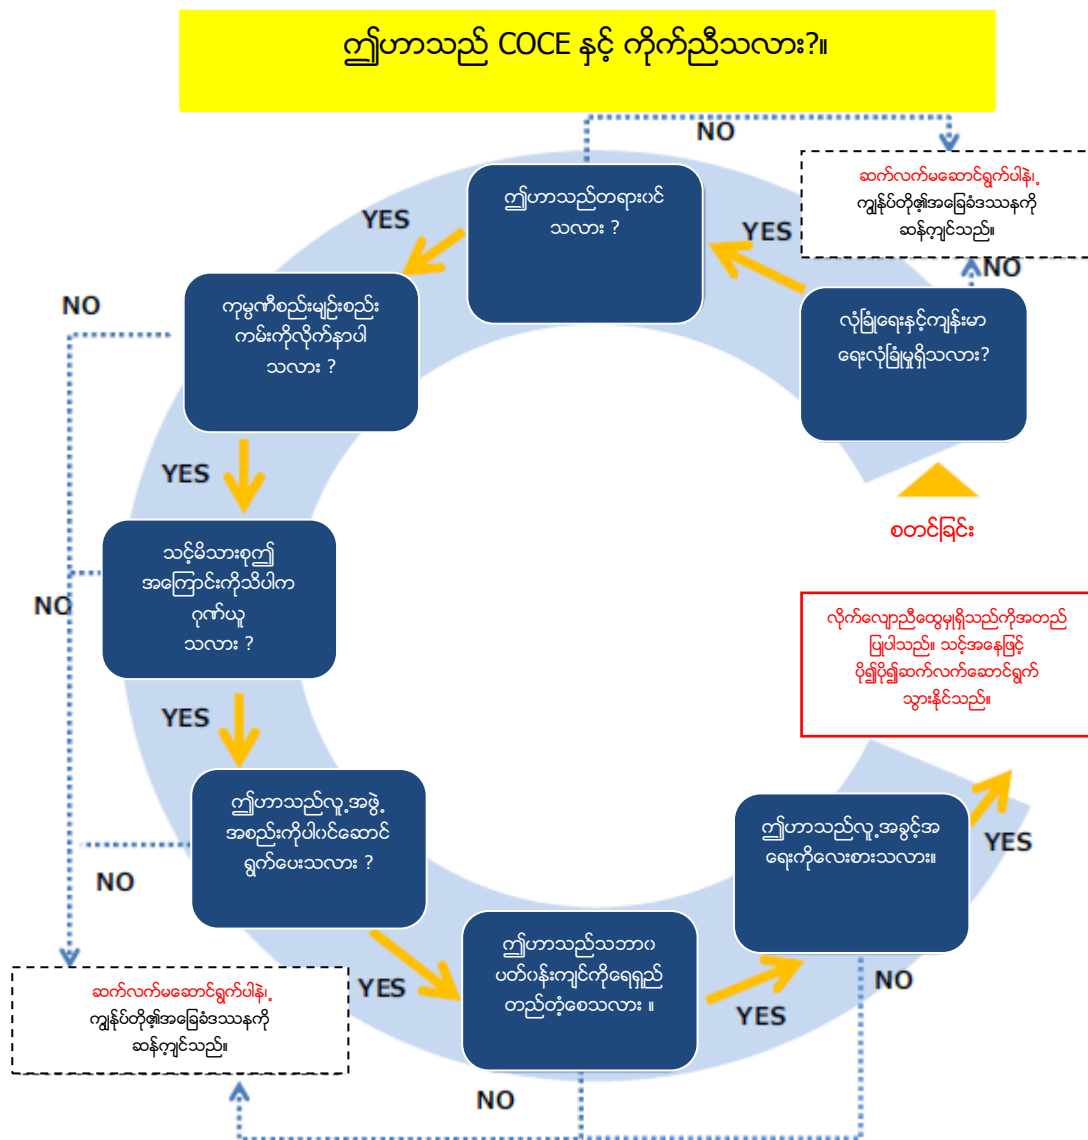 ဤဟာသည် COCE နှင့် ကိုက်ညီသလား?။
NO
ဆက်လက်မဆောင်ရွက်ပါနဲ့၊
ကျွန်ုပ်တို့၏အခြေခံဒဿနကို
ဆန့်ကျင်သည်။
ဤဟာသည်တရားဝင်
သလား ?
YES
YES
NO
လုံခြုံရေးနှင့်ကျန်းမာ
ရေးလုံခြုံမှုရှိသလား?
NO
ကုမ္ပဏီစည်းမျဉ်းစည်း
ကမ်းကိုလိုက်နာပါ
သလား ?
YES
စတင်ခြင်း
သင့်မိသားစုဤ
အကြောင်းကိုသိပါက
ဂုဏ်ယူ
သလား ?
NO
လိုက်လျောညီထွေမှုရှိသည်ကိုအတည်
ပြုပါသည်။ သင့်အနေဖြင့်
ပို၍ပို၍ဆက်လက်ဆောင်ရွက်
သွားနိုင်သည်။
YES
ဤဟာသည်လူ့အဖွဲ့
အစည်းကိုပါဝင်ဆောင်
ရွက်ပေးသလား ?
NO
ဤဟာသည်လူ့အခွင့်အ
ရေးကိုလေးစားသလား။
YES
ဤဟာသည်သဘာဝ
ပတ်ဝန်းကျင်ကိုရေရှည်
တည်တံ့စေသလား ။
YES
YES
NO
ဆက်လက်မဆောင်ရွက်ပါနဲ့၊
ကျွန်ုပ်တို့၏အခြေခံဒဿနကို
ဆန့်ကျင်သည်။
NO